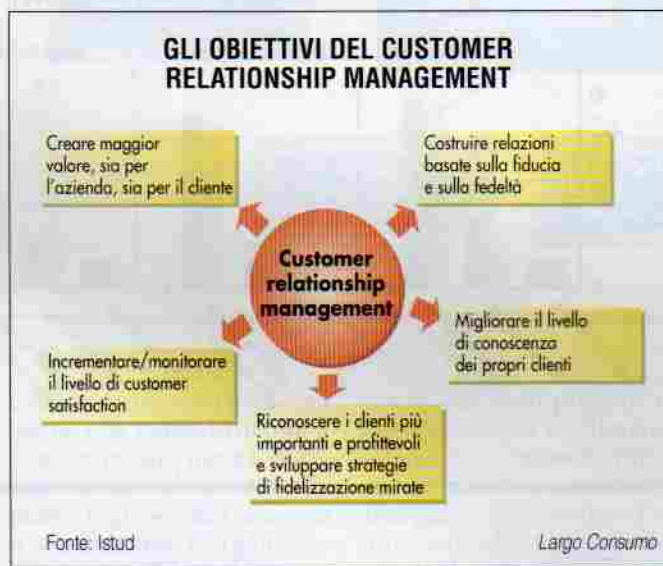 GLI OBIETTIVI DEL CUSTOMER
RELATIONSHIP MANAGEMENT
Creare maggior
valore, sia per
l'azienda, sia per il cliente
Costruire relazioni
basate sulla fiducia
e sulla fedeltà
Customer
relationship
management
Incrementare/monitorare
il livello di customer
satisfaction
Migliorare il livello
di conoscenza
dei propri clienti
Riconoscere i clienti più
importanti e profittevoli
e sviluppare strategie
di fidelizzazione mirate
Fonte: Istud
Largo Consumo